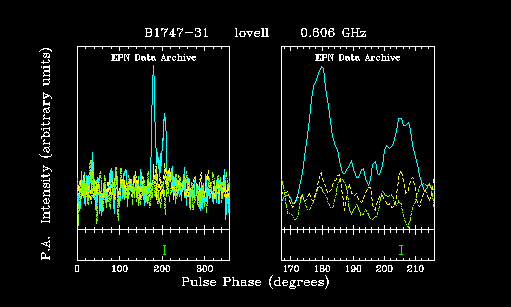 B1747-31 lovell 0.606 GHz
EPN Data Archive EPN Data Archive
P.A. Intensity (arbitrary units)
0 100 200 300 170 180 190 200 210
Pulse Phase (degrees)